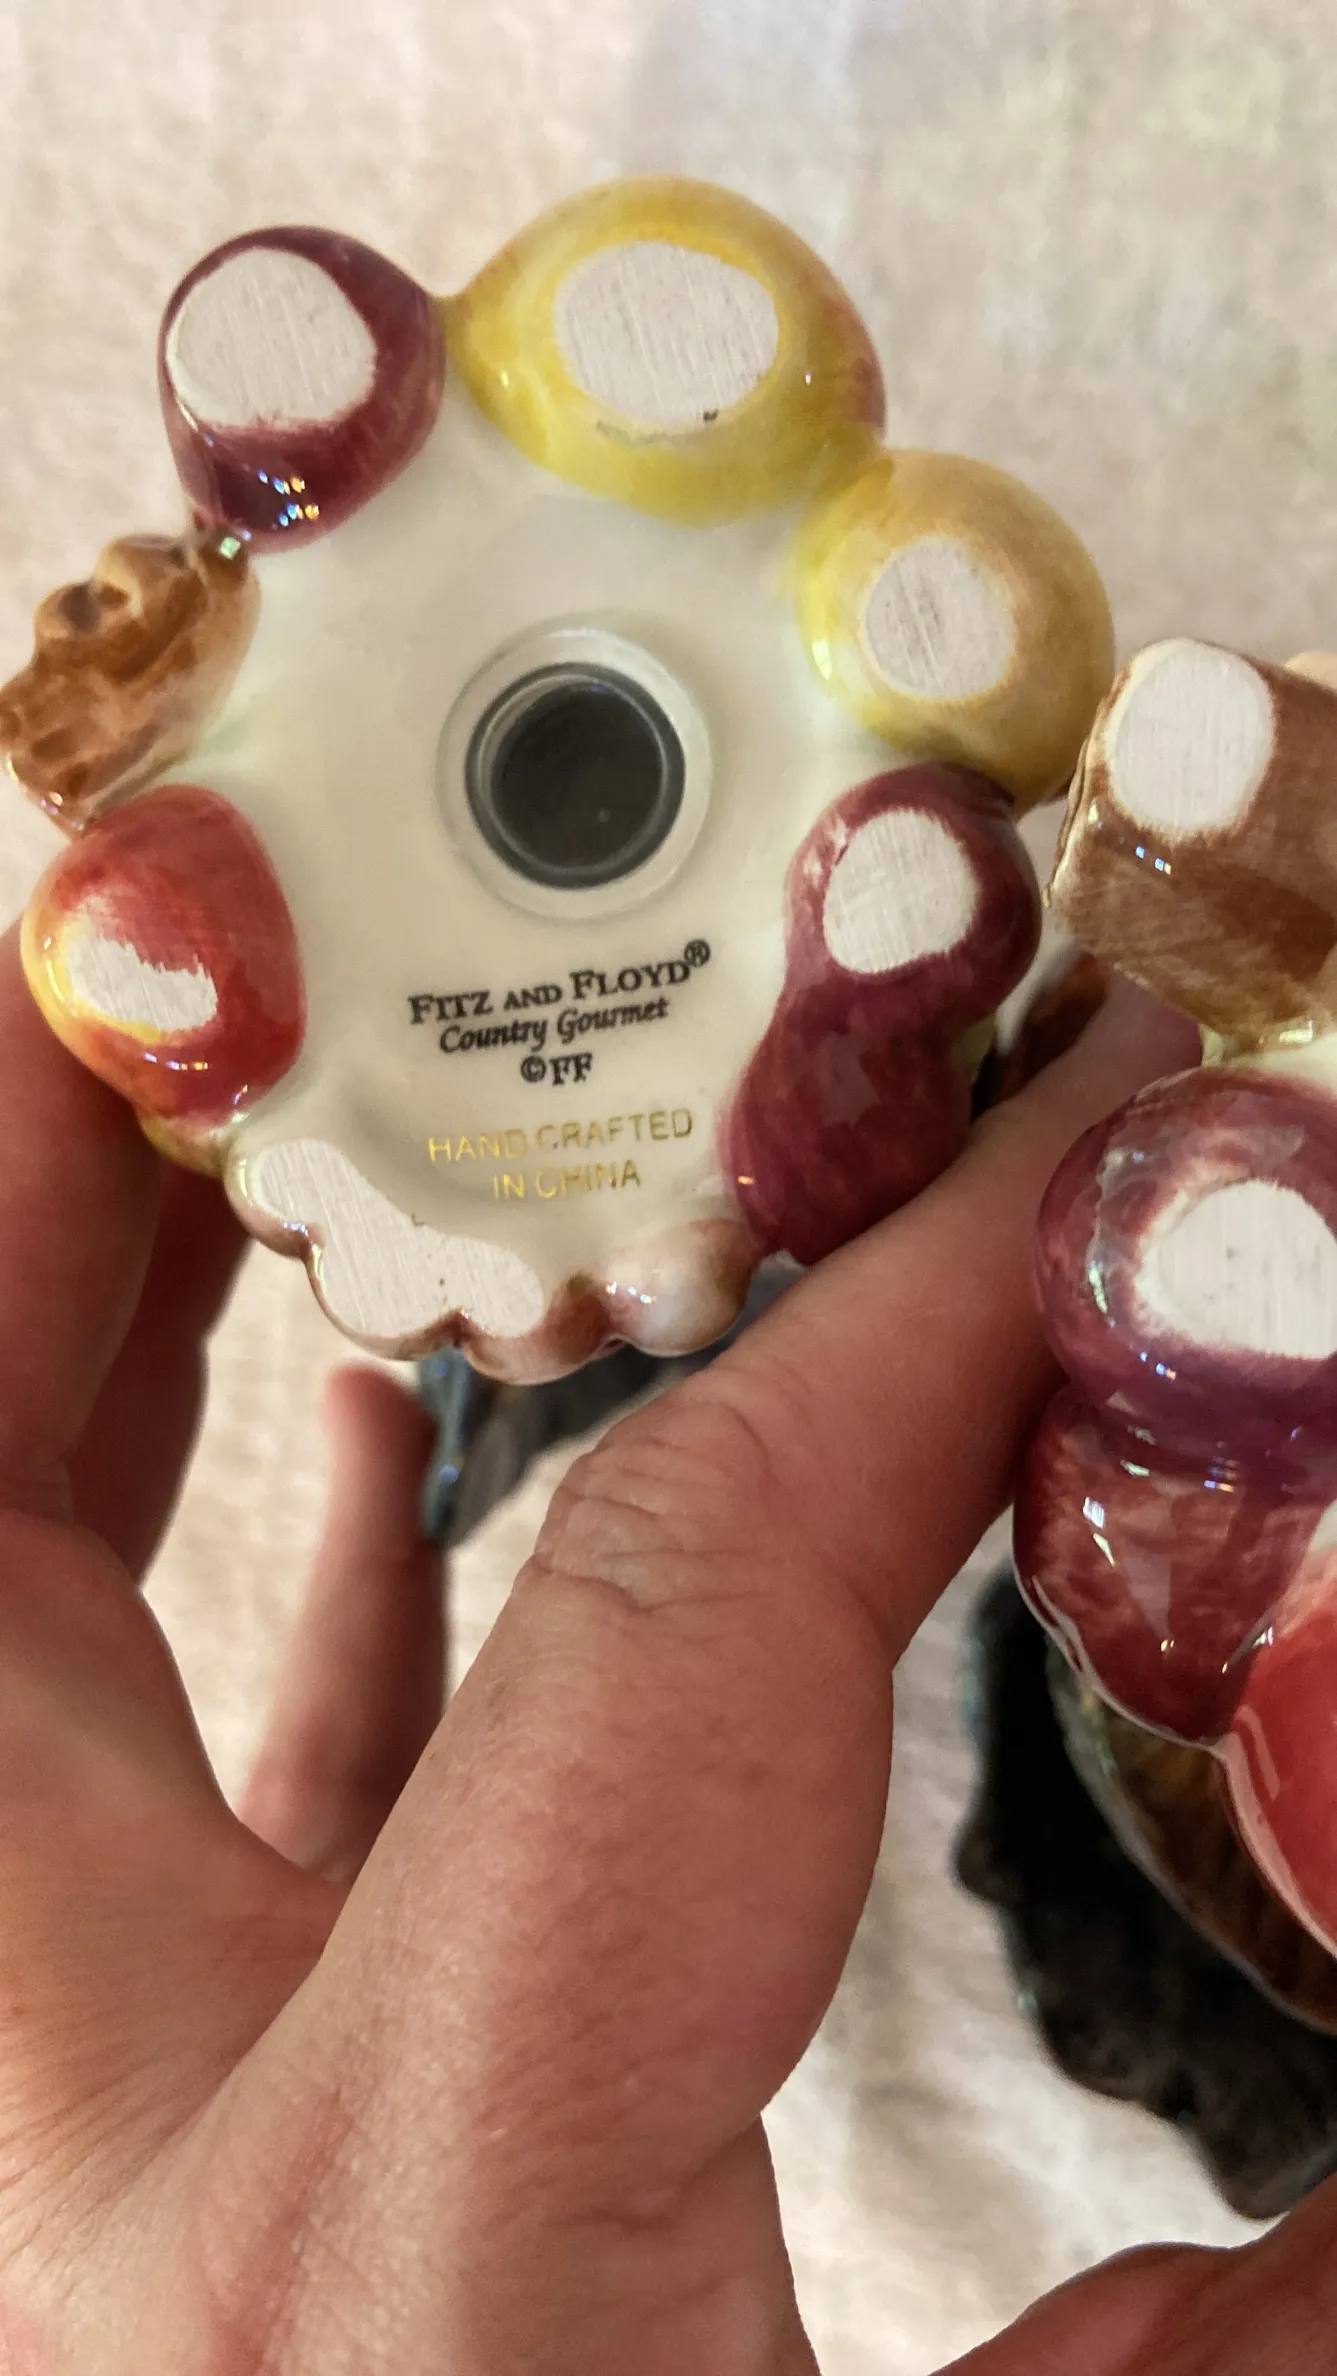 FITZ AND FLOYD®
Country Gourmet
©FF
HAND CRAFTED
IN CHINA